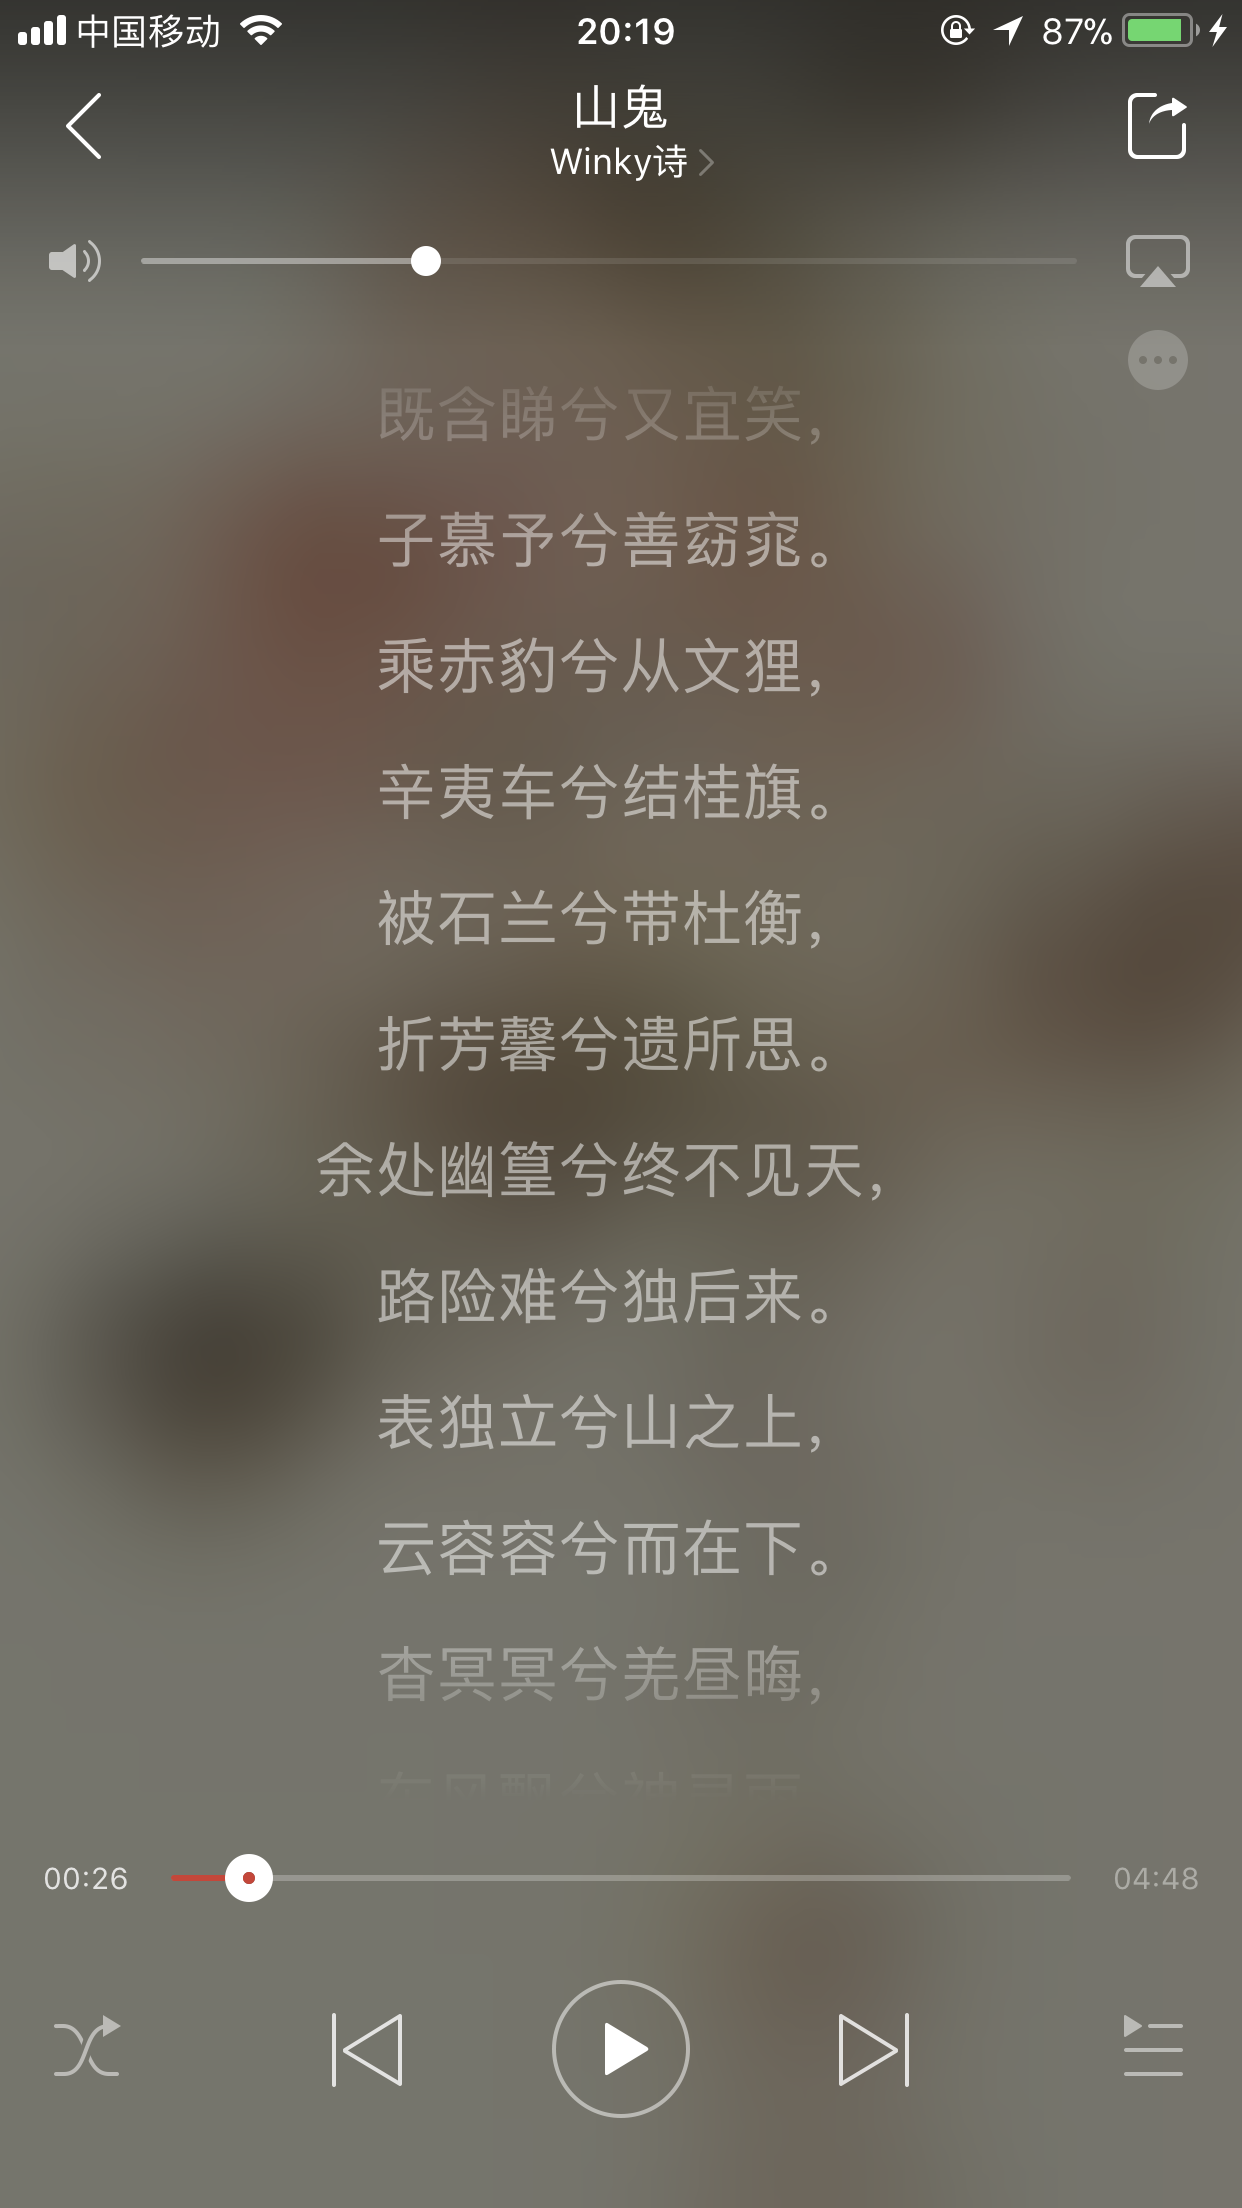 中国移动 20:19 87%
山鬼
Winky诗
既含睇兮又宜笑,
子慕予兮善窈窕。
乘赤豹兮从文狸,
辛夷车兮结桂旗。
被石兰兮带杜衡,
折芳馨兮遗所思。
余处幽篁兮终不见天,
路险难兮独后来。
表独立兮山之上,
云容容兮而在下。
杳冥冥兮羌昼晦,
00:26 04:48